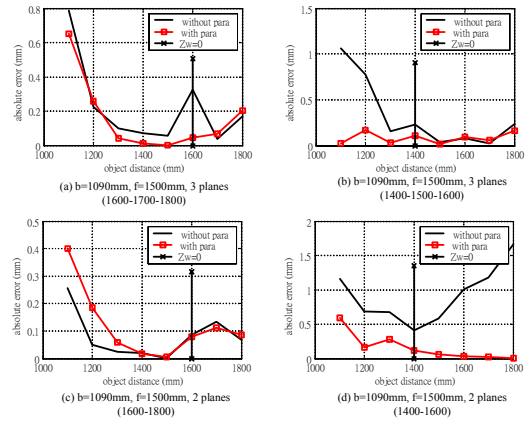 0.8
0.6
0.4
0.2
0
absolute error (mm)
without para
with para
Zw=0
1000 1200 1400 1600 1800
object distance (mm)
(a) b=1090mm, f=1500mm, 3 planes
(1600-1700-1800)
1.5
1
0.5
0
absolute error (mm)
without para
with para
Zw=0
1000 1200 1400 1600 1800
object distance (mm)
(b) b=1090mm, f=1500mm, 3 planes
(1400-1500-1600)
0.5
0.4
0.3
0.2
0.1
0
absolute error (mm)
without para
with para
Zw=0
1000 1200 1400 1600 1800
object distance (mm)
(c) b=1090mm, f=1500mm, 2 planes
(1600-1800)
2
1.5
1
0.5
0
absolute error (mm)
without para
with para
Zw=0
1000 1200 1400 1600 1800
object distance (mm)
(d) b=1090mm, f=1500mm, 2 planes
(1400-1600)